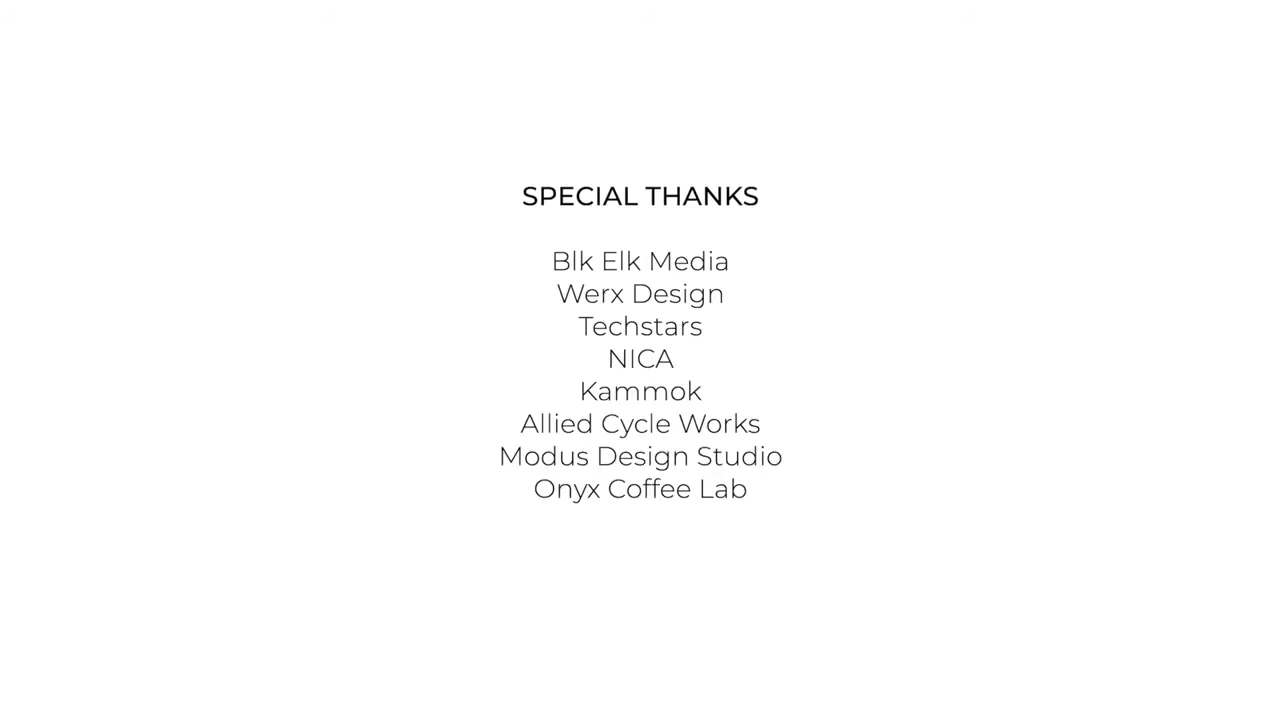 SPECIAL THANKS
Blk Elk Media
Werx Design
Techstars
NICA
Kammok
Allied Cycle Works
Modus Design Studio
Onyx Coffee Lab